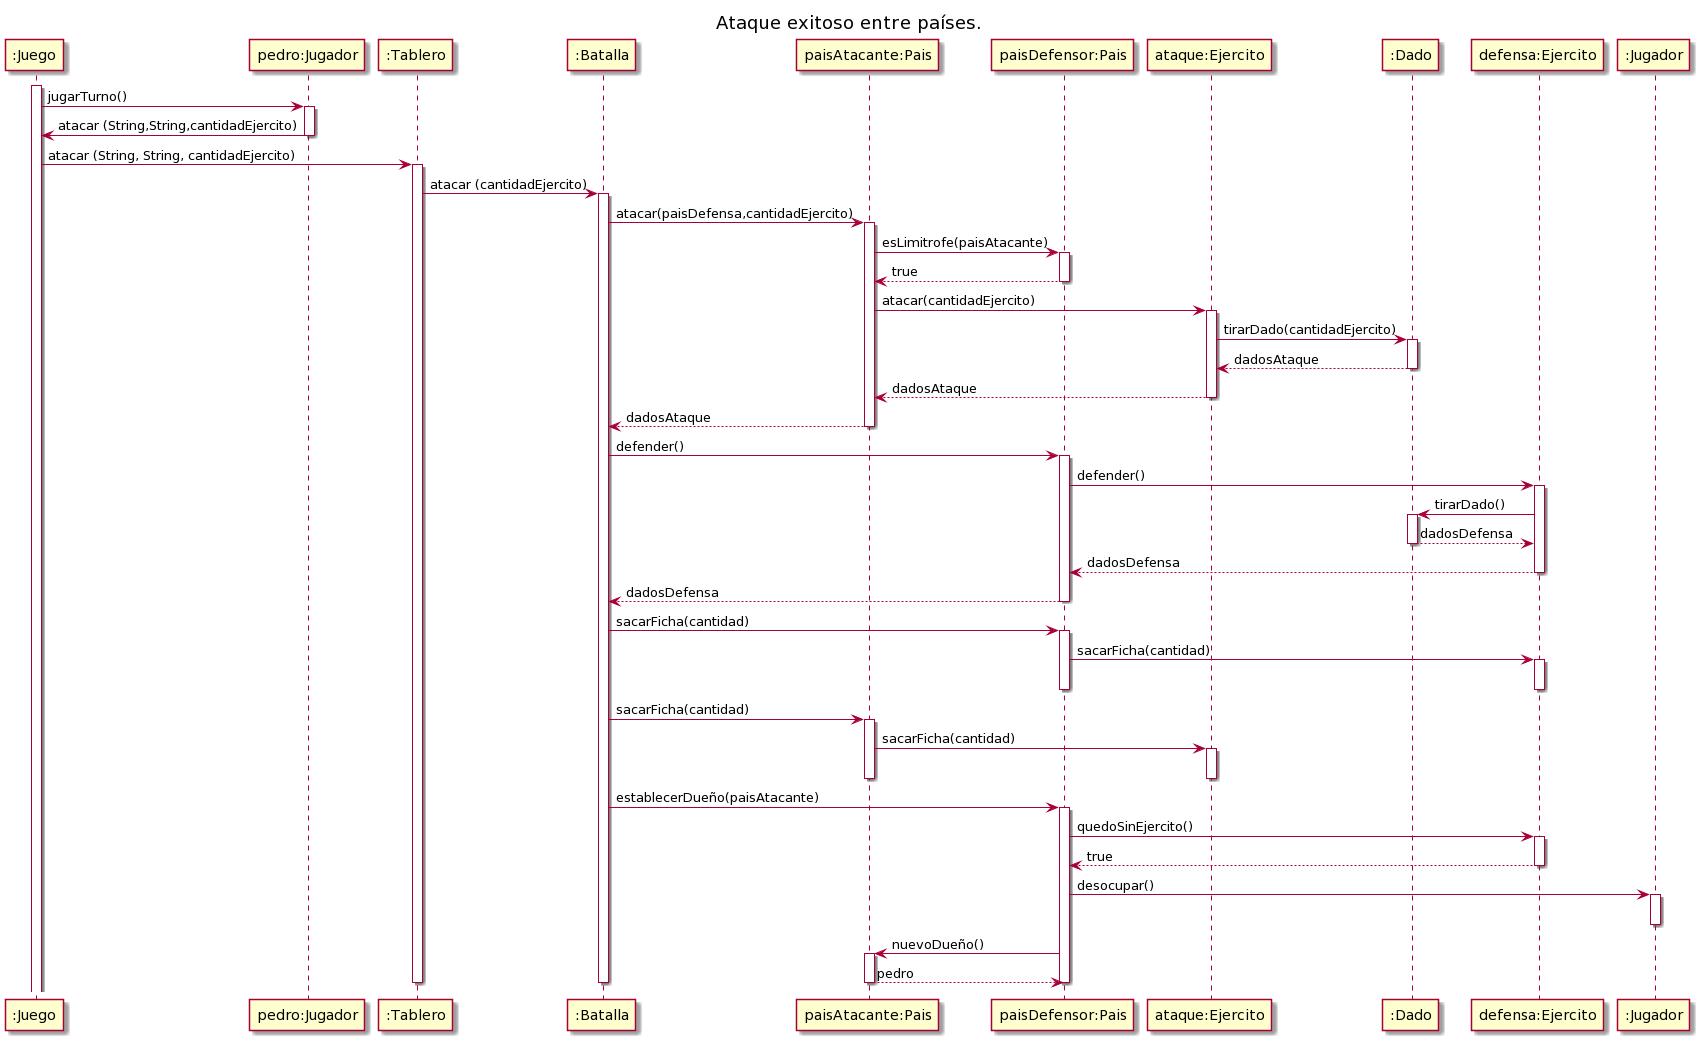 Ataque exitoso entre países.
:Juego
pedro:Jugador
:Tablero
:Batalla
paisAtacante:Pais
paisDefensor:Pais
ataque:Ejercito
:Dado
defensa:Ejercito
:Jugador
jugarTurno()
atacar (String,String,cantidadEjercito)
atacar (String, String, cantidadEjercito)
atacar (cantidadEjercito)
atacar(paisDefensa,cantidadEjercito)
esLimitrofe(paisAtacante)
true
atacar(cantidadEjercito)
tirarDado(cantidadEjercito)
dadosAtaque
dadosAtaque
dadosAtaque
defender()
defender()
tirarDado()
dadosDefensa
dadosDefensa
dadosDefensa
sacarFicha(cantidad)
sacarFicha(cantidad)
sacarFicha(cantidad)
sacarFicha(cantidad)
establecerDueño(paisAtacante)
quedoSinEjercito()
true
desocupar()
nuevoDueño()
pedro
:Juego
pedro:Jugador
:Tablero
:Batalla
paisAtacante:Pais
paisDefensor:Pais
ataque:Ejercito
:Dado
defensa:Ejercito
:Jugador